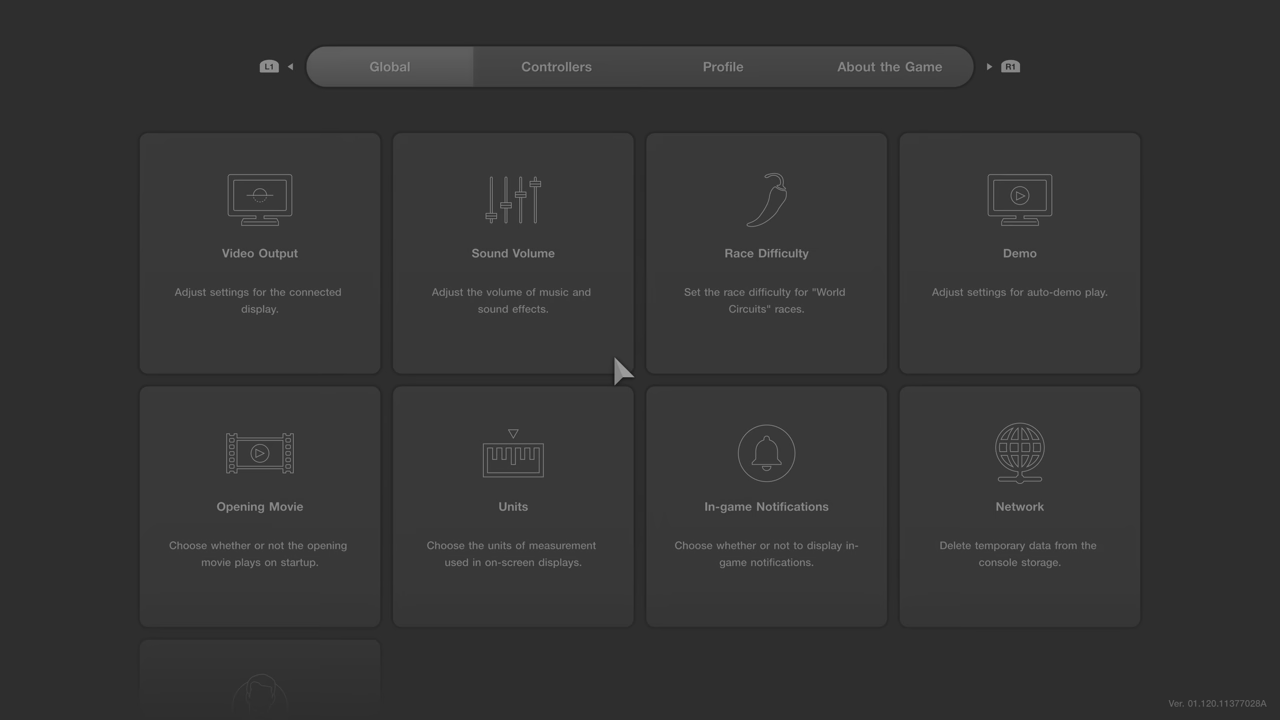 L1
Global
Controllers
Profile
About the Game
R1
Video Output
Adjust settings for the connected
display.
Sound Volume
Adjust the volume of music and
sound effects.
Race Difficulty
Set the race difficulty for "World
Circuits" races.
Demo
Adjust settings for auto-demo play.
Opening Movie
Choose whether or not the opening
movie plays on startup.
Units
Choose the units of measurement
used in on-screen displays.
In-game Notifications
Choose whether or not to display in-
game notifications.
Network
Delete temporary data from the
console storage.
Ver. 01.120.11377028A